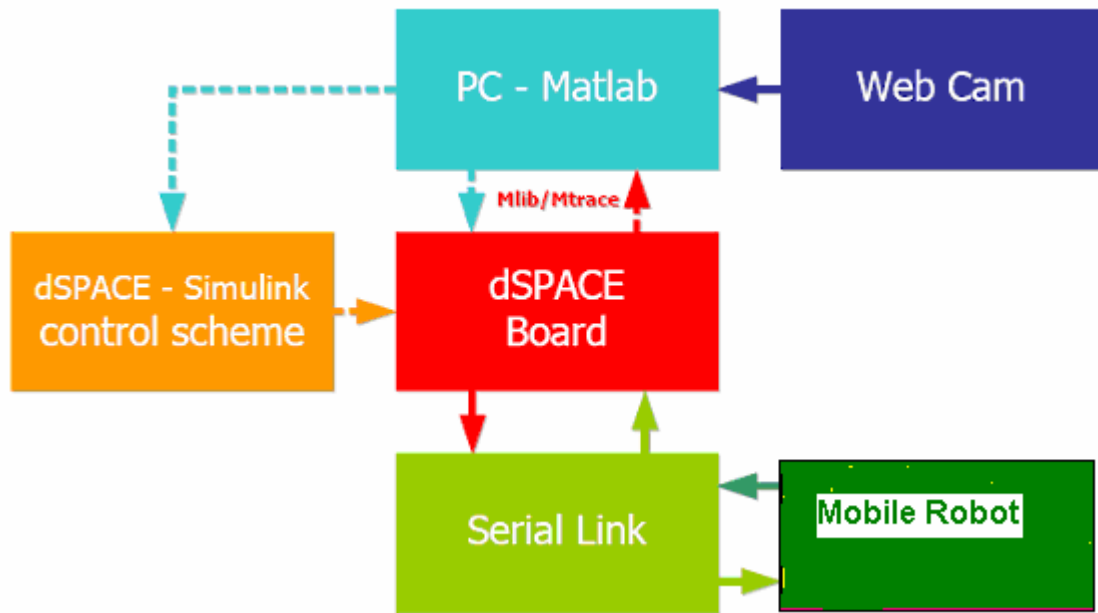 PC - Matlab
Web Cam
Mlib/Mtrace
dSPACE - Simulink
control scheme
dSPACE
Board
Serial Link
Mobile Robot